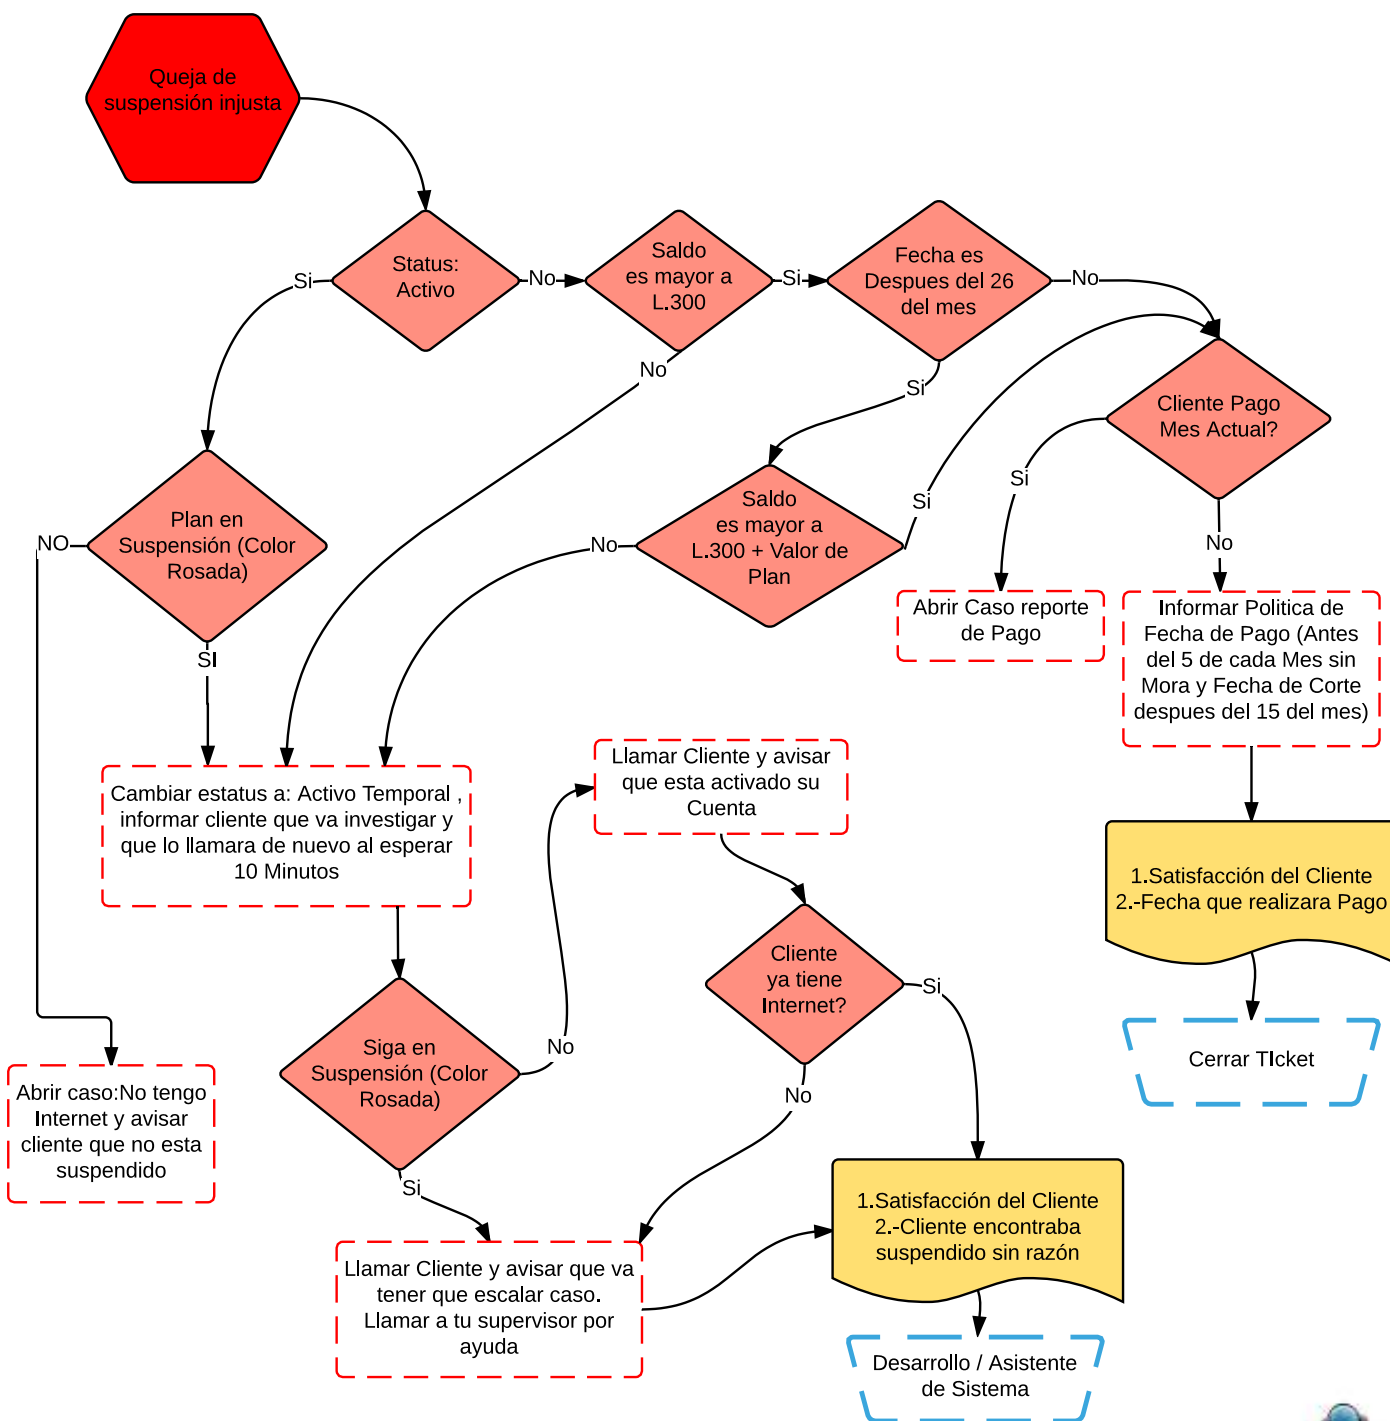 Queja de
suspensión injusta
Status:
Activo
No
Saldo
es mayor a
L.300
Si
Fecha es
Despues del 26
del mes
No
Si
No
Si
Cliente Pago
Mes Actual?
Si
Si
No
Plan en
Suspensión (Color
Rosada)
NO
SI
No
Saldo
es mayor a
L.300 + Valor de
Plan
Abrir Caso reporte
de Pago
Informar Politica de
Fecha de Pago (Antes
del 5 de cada Mes sin
Mora y Fecha de Corte
despues del 15 del mes)
Cambiar estatus a: Activo Temporal ,
informar cliente que va investigar y
que lo llamara de nuevo al esperar
10 Minutos
Llamar Cliente y avisar
que esta activado su
Cuenta
1.Satisfacción del Cliente
2.-Fecha que realizara Pago
Cliente
ya tiene
Internet?
Si
No
Siga en
Suspensión (Color
Rosada)
No
Si
Cerrar TIcket
Abrir caso:No tengo
Internet y avisar
cliente que no esta
suspendido
Llamar Cliente y avisar que va
tener que escalar caso.
Llamar a tu supervisor por
ayuda
1.Satisfacción del Cliente
2.-Cliente encontraba
suspendido sin razón
Desarrollo / Asistente
de Sistema